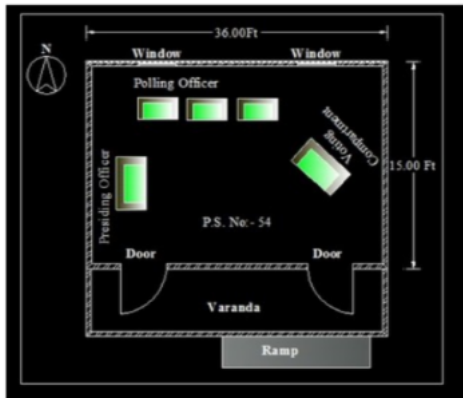 36.00Ft
N
Window
Window
Polling Officer
Voting
Compartment
15.00 Ft
Presiding Officer
P.S. No:- 54
Door
Door
Varanda
Ramp